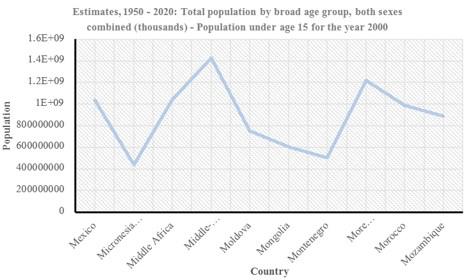 Estimates, 1950 - 2020: Total population by broad age group, both sexes
combined (thousands) - Population under age 15 for the year 2000
1.6E+09
1.4E+09
1.2E+09
1E+09
800000000
600000000
400000000
200000000
0
Population
Mexico
Micronesia...
Middle Africa
Middle-...
Moldova
Mongolia
Montenegro
More...
Morocco
Mozambique
Country